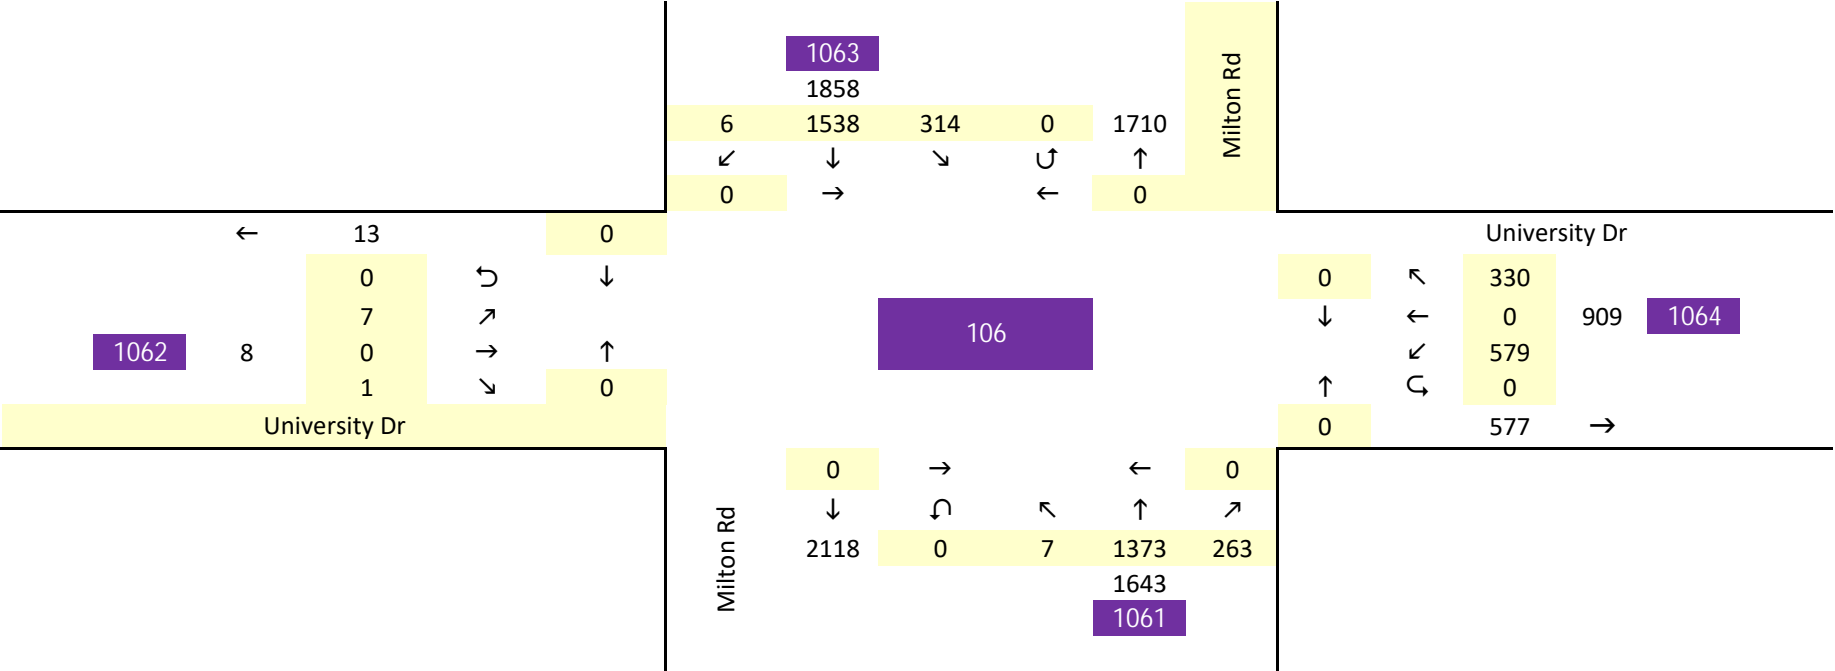 1063
1858
6 1538 314 0 1710
↙ ↓ ↘ ⮍ ↑
Milton Rd
0 → ← 0
← 13 0
University Dr
0 ⮌ ↓
0 ↖ 330
7 ↗
↓ ← 0 909 1064
106
1062 8 0 → ↑
↙ 579
1 ↘ 0
↑ ⮎ 0
University Dr
0 577 →
0 → ← 0
↓ ⮏ ↖ ↑ ↗
Milton Rd
2118 0 7 1373 263
1643
1061